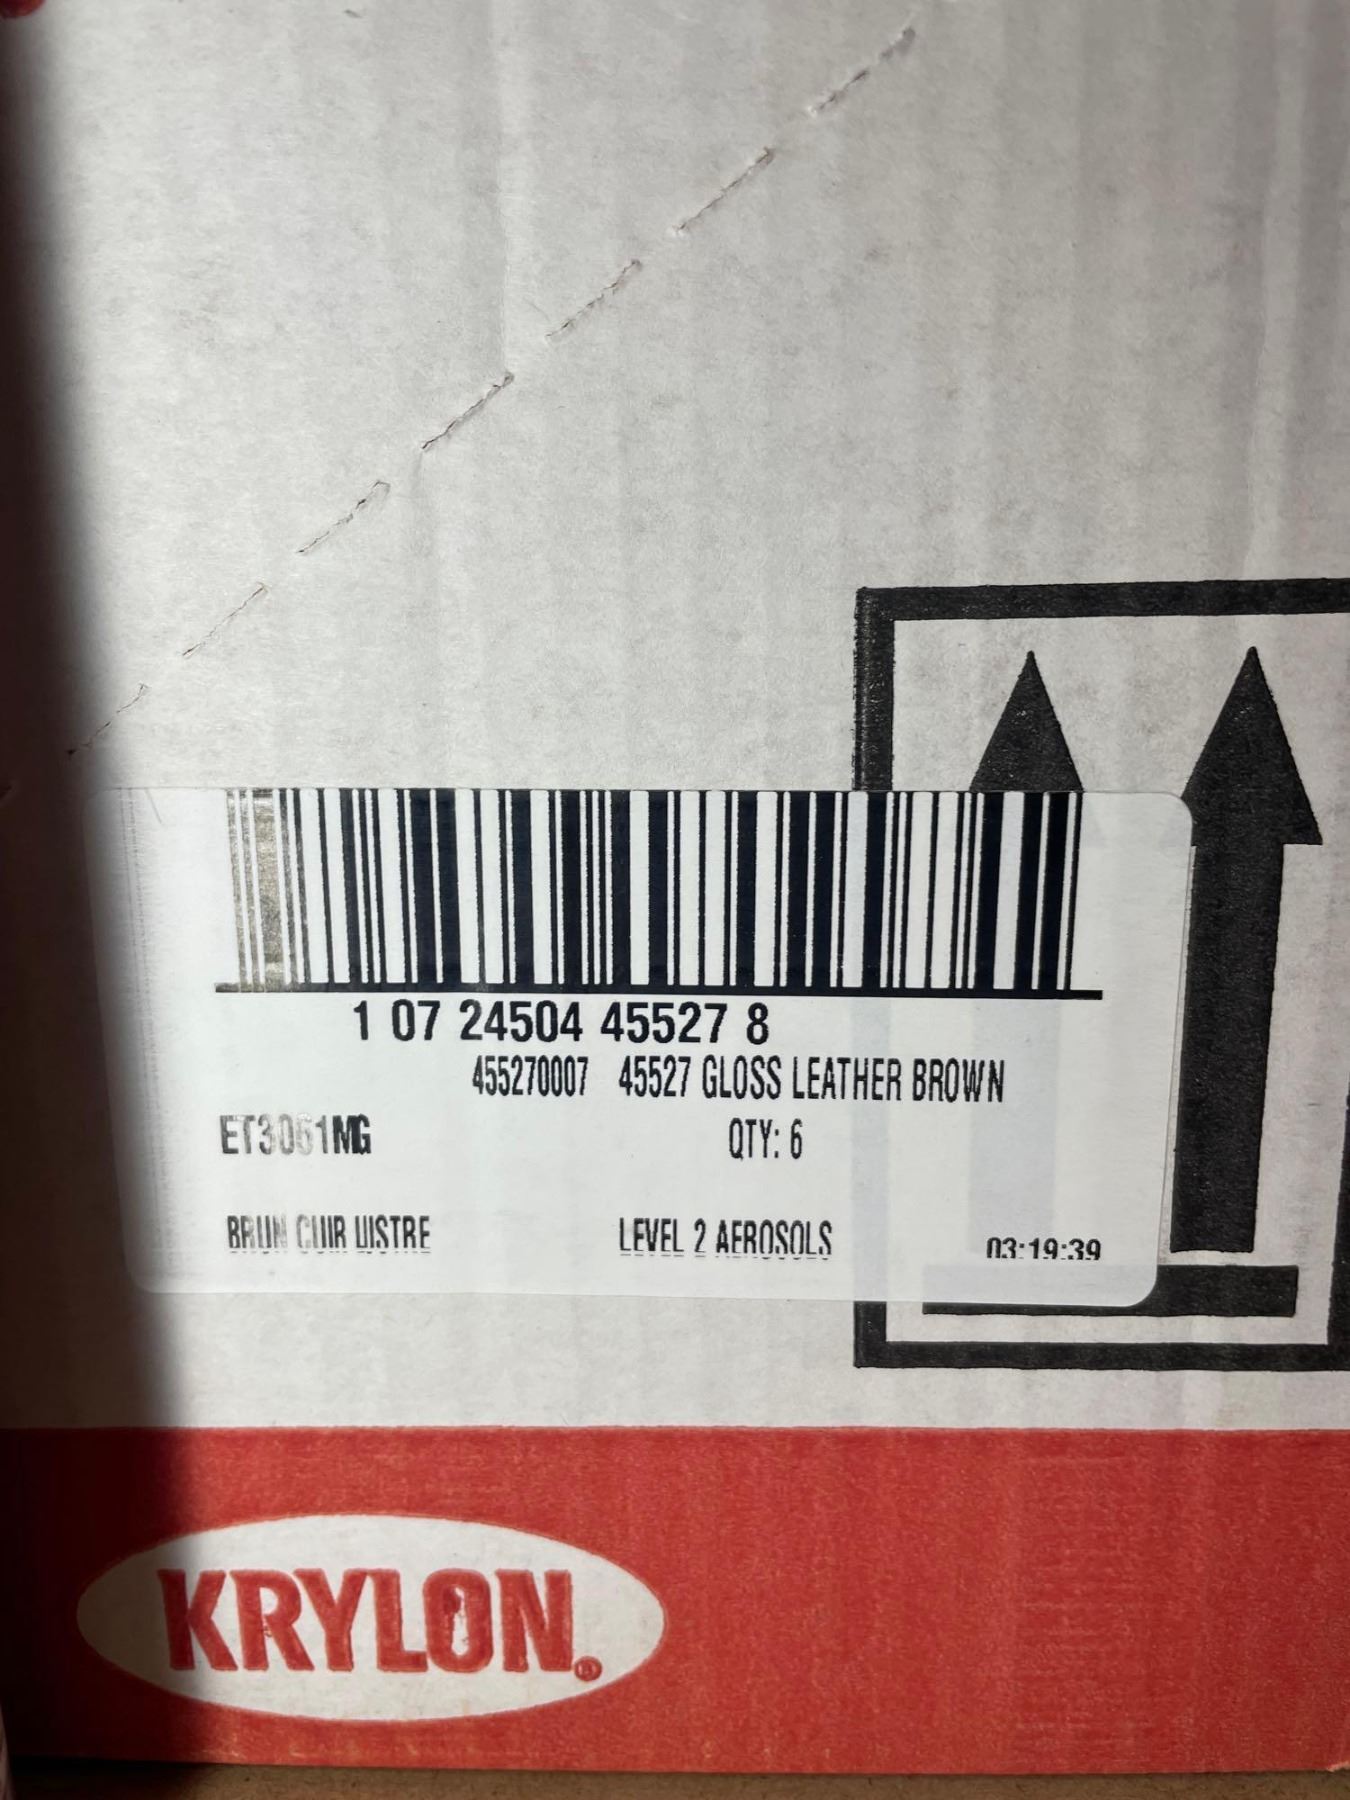 1 07 24504 45527 8
455270007 45527 GLOSS LEATHER BROWN
ET3061MG QTY: 6
BRUN CUIR LISTRE LEVEL 2 AEROSOLS 03:19:39
KRYLON®